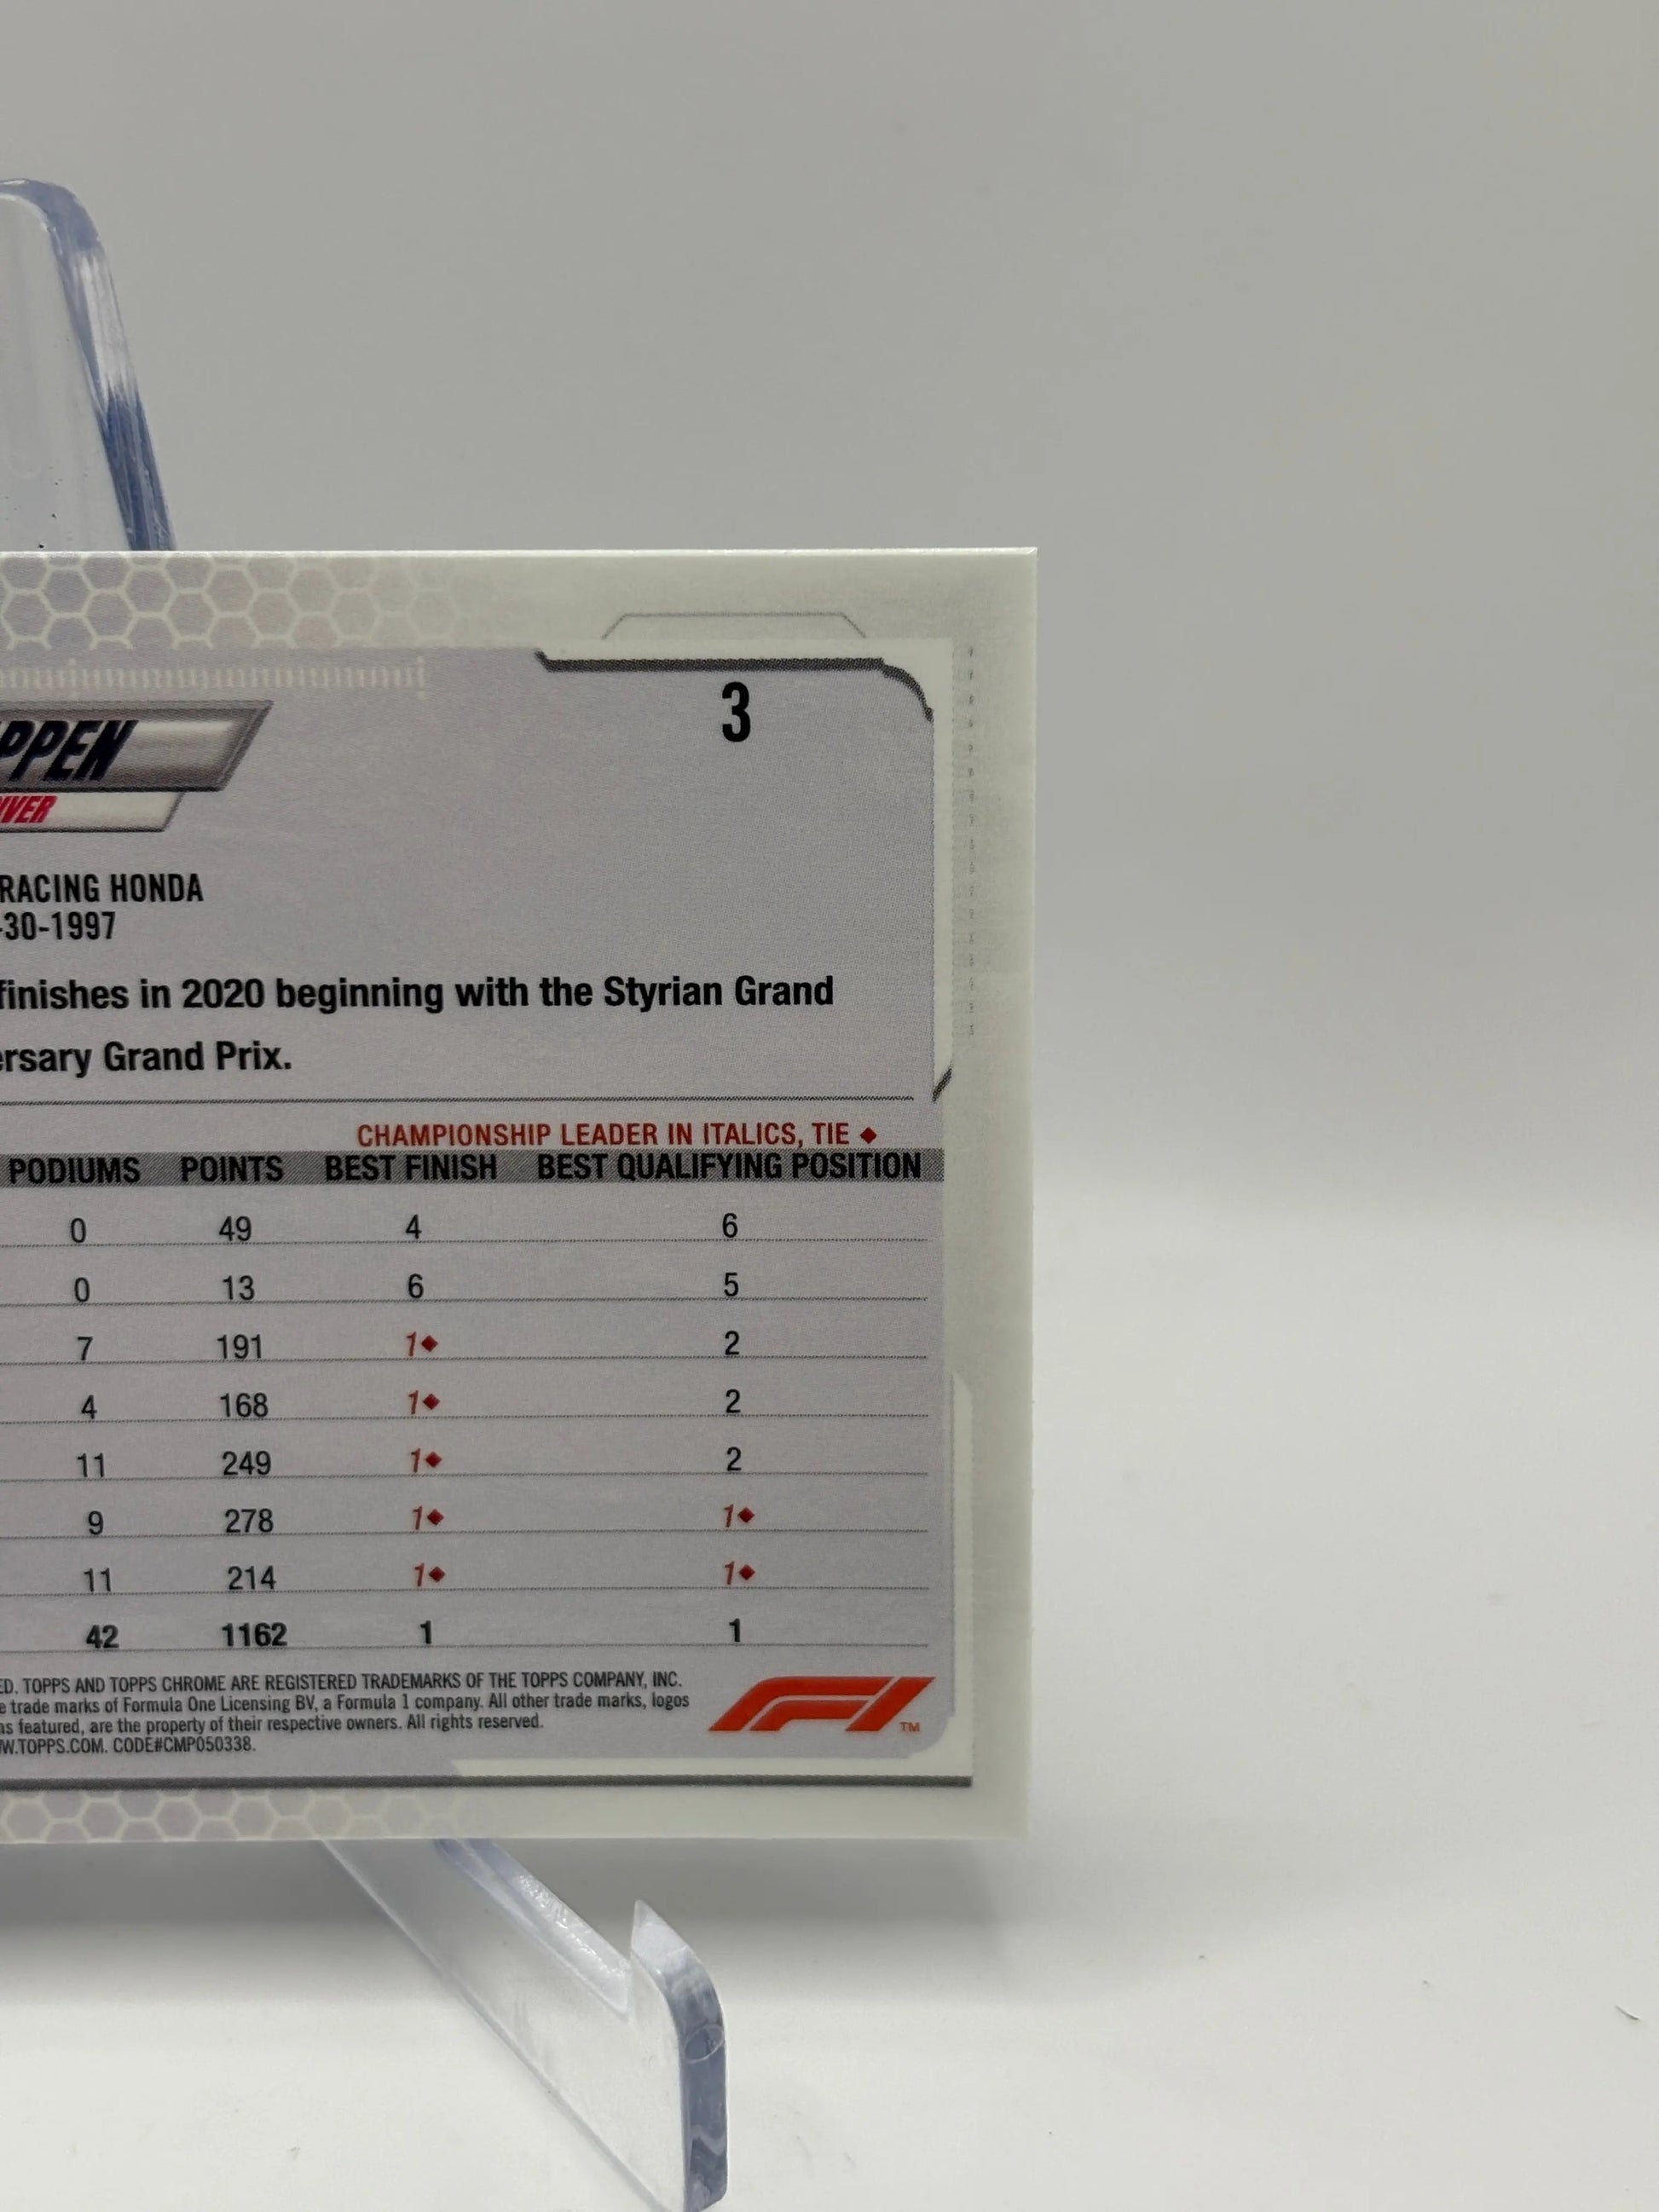 3
PPEN
IVER
RACING HONDA
-30-1997
finishes in 2020 beginning with the Styrian Grand
ersary Grand Prix.
CHAMPIONSHIP LEADER IN ITALICS, TIE ◆
PODIUMS POINTS BEST FINISH BEST QUALIFYING POSITION
0 49 4 6
0 13 6 5
7 191 1◆ 2
4 168 1◆ 2
11 249 1◆ 2
9 278 1◆ 1◆
11 214 1◆ 1◆
42 1162 1 1
ED. TOPPS AND TOPPS CHROME ARE REGISTERED TRADEMARKS OF THE TOPPS COMPANY, INC.
e trade marks of Formula One Licensing BV, a Formula 1 company. All other trade marks, logos
ns featured, are the property of their respective owners. All rights reserved.
W.TOPPS.COM. CODE#CMP050338.
F1 TM